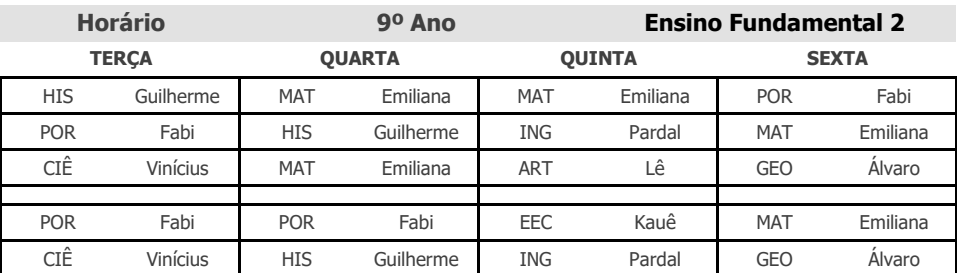 Horário 9º Ano Ensino Fundamental 2
TERÇA QUARTA QUINTA SEXTA
HIS Guilherme MAT Emiliana MAT Emiliana POR Fabi
POR Fabi HIS Guilherme ING Pardal MAT Emiliana
CIÊ Vinícius MAT Emiliana ART Lê GEO Álvaro
POR Fabi POR Fabi EEC Kauê MAT Emiliana
CIÊ Vinícius HIS Guilherme ING Pardal GEO Álvaro